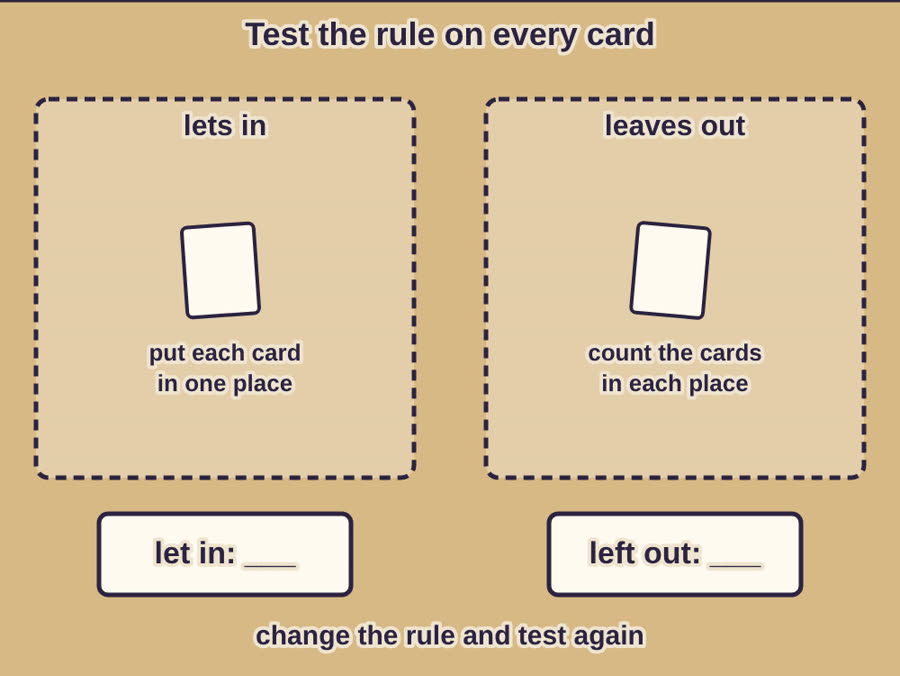 Test the rule on every card
lets in
leaves out
put each card
in one place
count the cards
in each place
let in: ___
left out: ___
change the rule and test again